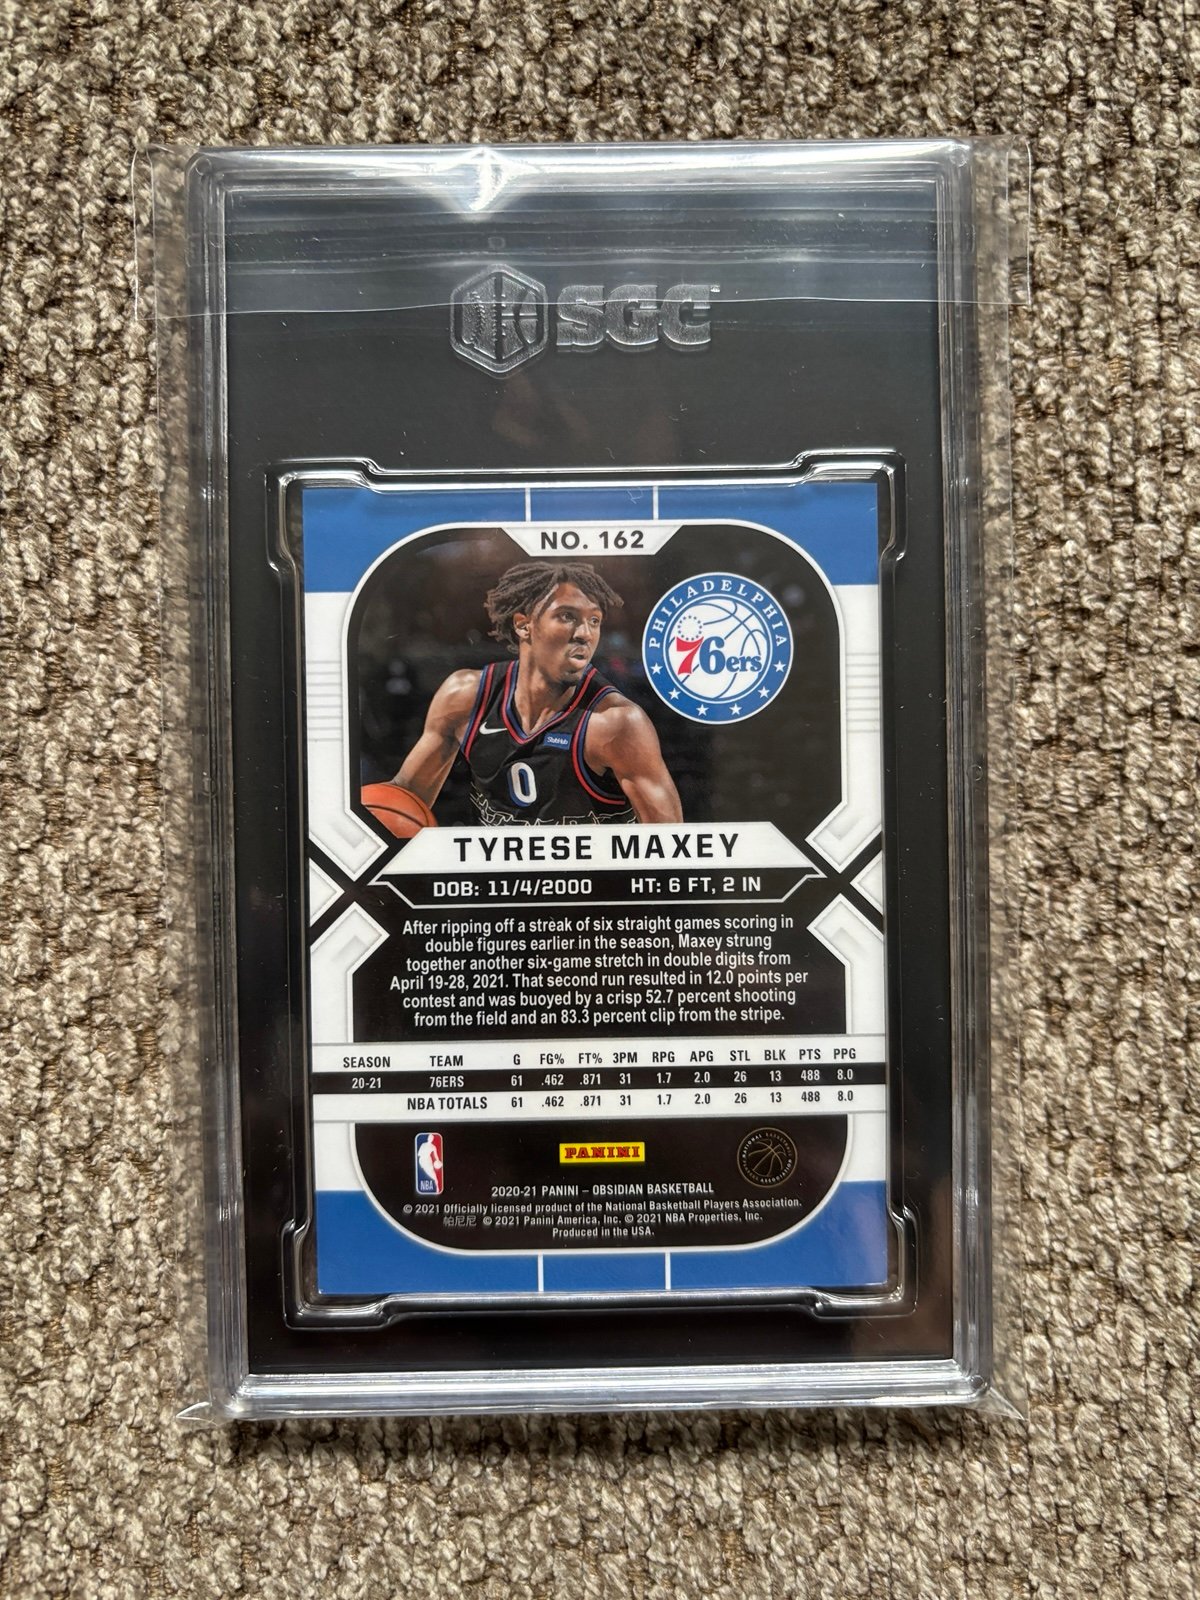 SGC
NO. 162
PHILADELPHIA
76ers
StubHub
0
TYRESE MAXEY
DOB: 11/4/2000 HT: 6 FT, 2 IN
After ripping off a streak of six straight games scoring in
double figures earlier in the season, Maxey strung
together another six-game stretch in double digits from
April 19-28, 2021. That second run resulted in 12.0 points per
contest and was buoyed by a crisp 52.7 percent shooting
from the field and an 83.3 percent clip from the stripe.
SEASON TEAM G FG% FT% 3PM RPG APG STL BLK PTS PPG
20-21 76ERS 61 .462 .871 31 1.7 2.0 26 13 488 8.0
NBA TOTALS 61 .462 .871 31 1.7 2.0 26 13 488 8.0
NBA
PANINI
NATIONAL BASKETBALL PLAYERS ASSOCIATION
2020-21 PANINI – OBSIDIAN BASKETBALL
© 2021 Officially licensed product of the National Basketball Players Association.
帕尼尼 © 2021 Panini America, Inc. © 2021 NBA Properties, Inc.
Produced in the USA.